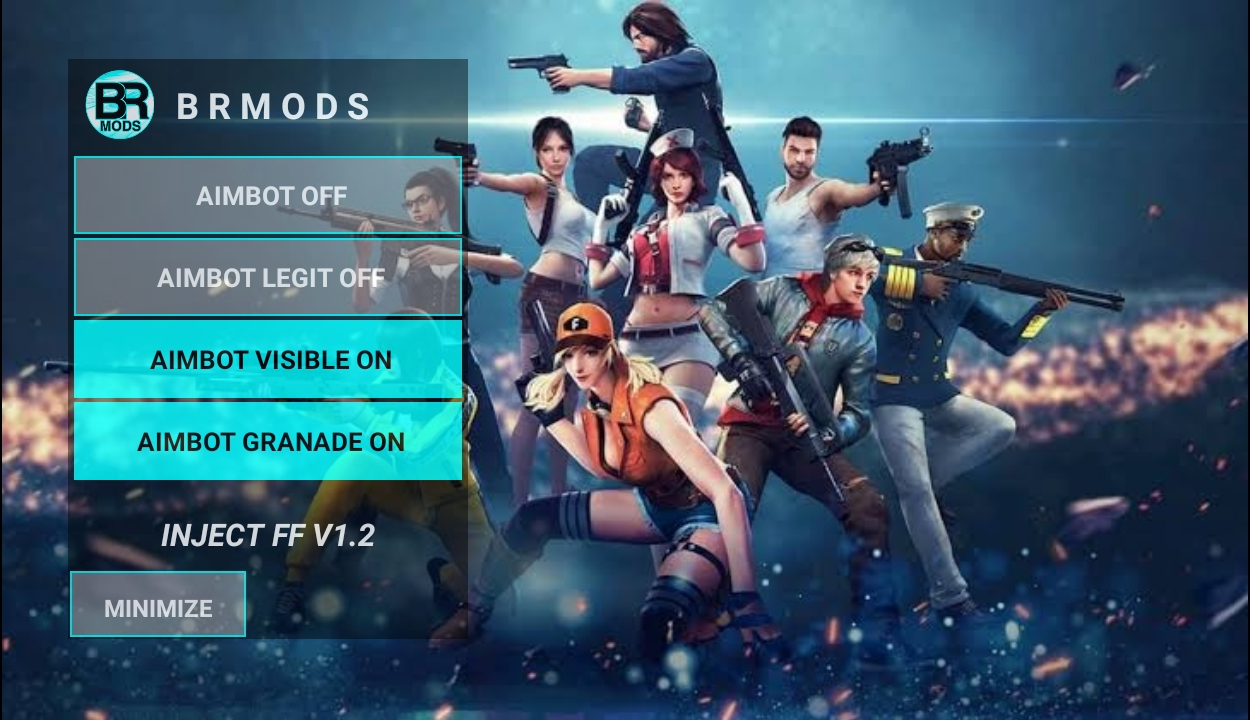 BR
MODS
BRMODS
AIMBOT OFF
AIMBOT LEGIT OFF
AIMBOT VISIBLE ON
AIMBOT GRANADE ON
INJECT FF V1.2
MINIMIZE
F